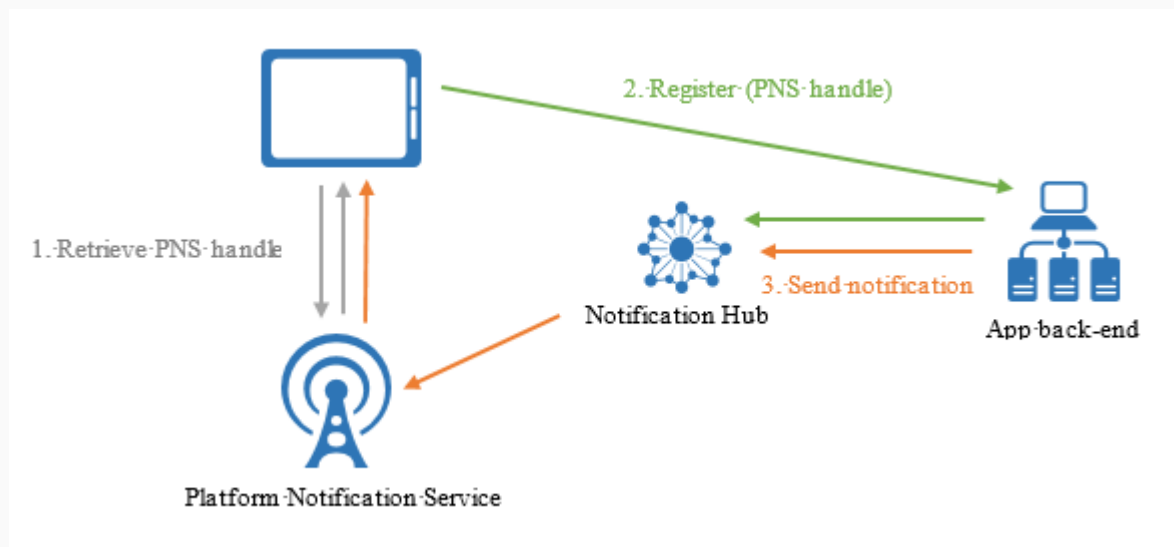 2. Register (PNS handle)
1. Retrieve PNS handle
3. Send notification
Notification Hub
App back-end
Platform Notification Service